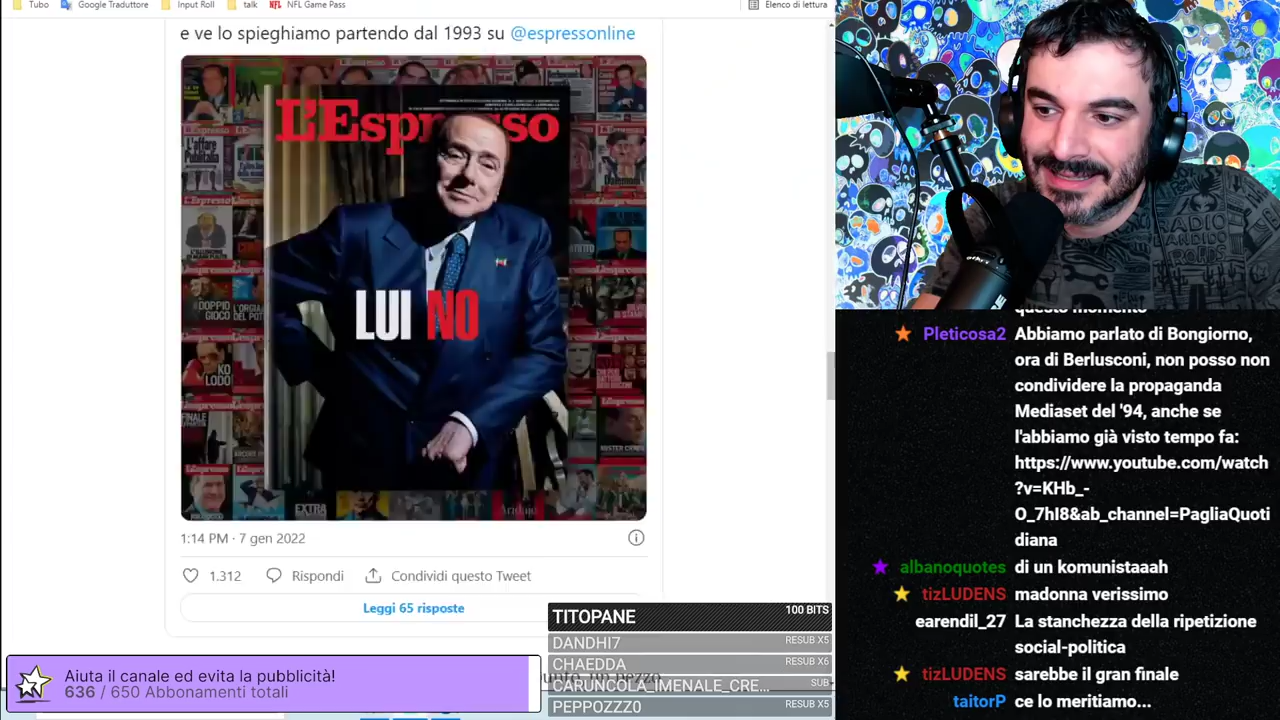 Tubo
Google Traduttore
Input Roll
talk
NFL Game Pass
Elenco di lettura
e ve lo spieghiamo partendo dal 1993 su @espressonline
L'Espresso
LUI NO
1:14 PM · 7 gen 2022
1.312
Rispondi
Condividi questo Tweet
Leggi 65 risposte
TITOPANE 100 BITS
DANDHI7 RESUB X5
CHAEDDA RESUB X6
CARUNCOLA_IMENALE_CRE... SUB
PEPPOZZZ0 RESUB X5
Aiuta il canale ed evita la pubblicità!
636 / 650 Abbonamenti totali
questo momento
Pleticosa2 Abbiamo parlato di Bongiorno,
ora di Berlusconi, non posso non
condividere la propaganda
Mediaset del '94, anche se
l'abbiamo già visto tempo fa:
https://www.youtube.com/watch
?v=KHb_-
O_7hI8&ab_channel=PagliaQuoti
diana
albanoquotes di un komunistaaah
tizLUDENS madonna verissimo
earendil_27 La stanchezza della ripetizione
social-politica
tizLUDENS sarebbe il gran finale
taitorP ce lo meritiamo...